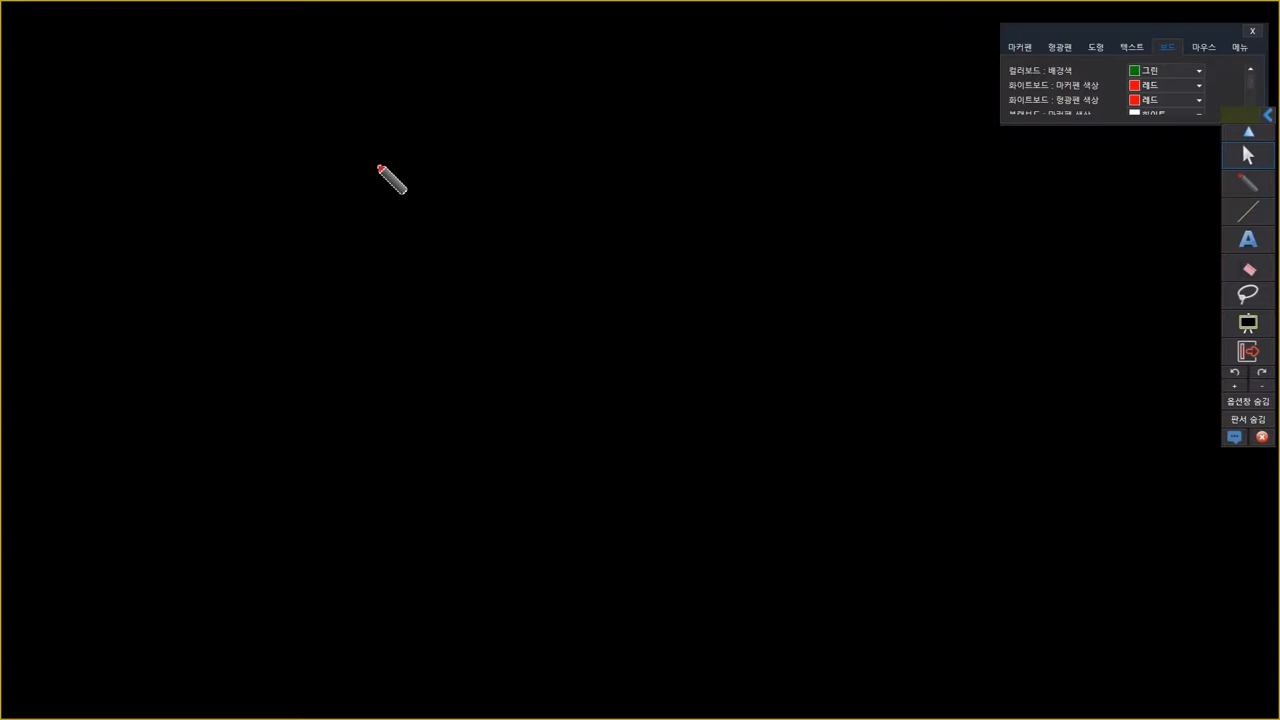 X
마커펜 형광펜 도형 텍스트 보드 마우스 메뉴
컬러보드 : 배경색 그린
화이트보드 : 마커펜 색상 레드
화이트보드 : 형광펜 색상 레드
A
+ -
옵션창 숨김
판서 숨김